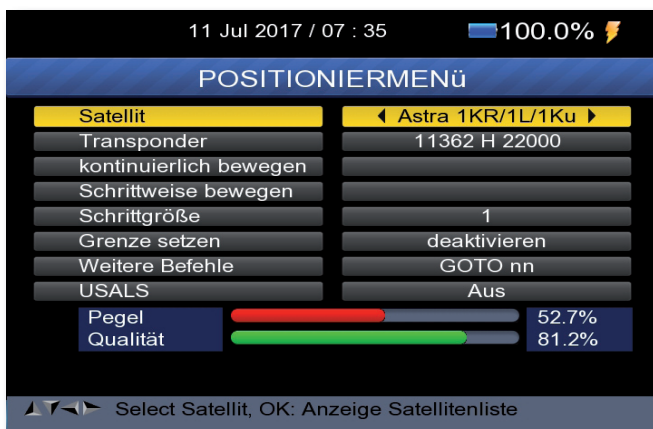 11 Jul 2017 / 07 : 35 100.0%
POSITIONIERMENü
Satellit Astra 1KR/1L/1Ku
Transponder 11362 H 22000
kontinuierlich bewegen
Schrittweise bewegen
Schrittgröße 1
Grenze setzen deaktivieren
Weitere Befehle GOTO nn
USALS Aus
Pegel 52.7%
Qualität 81.2%
Select Satellit, OK: Anzeige Satellitenliste